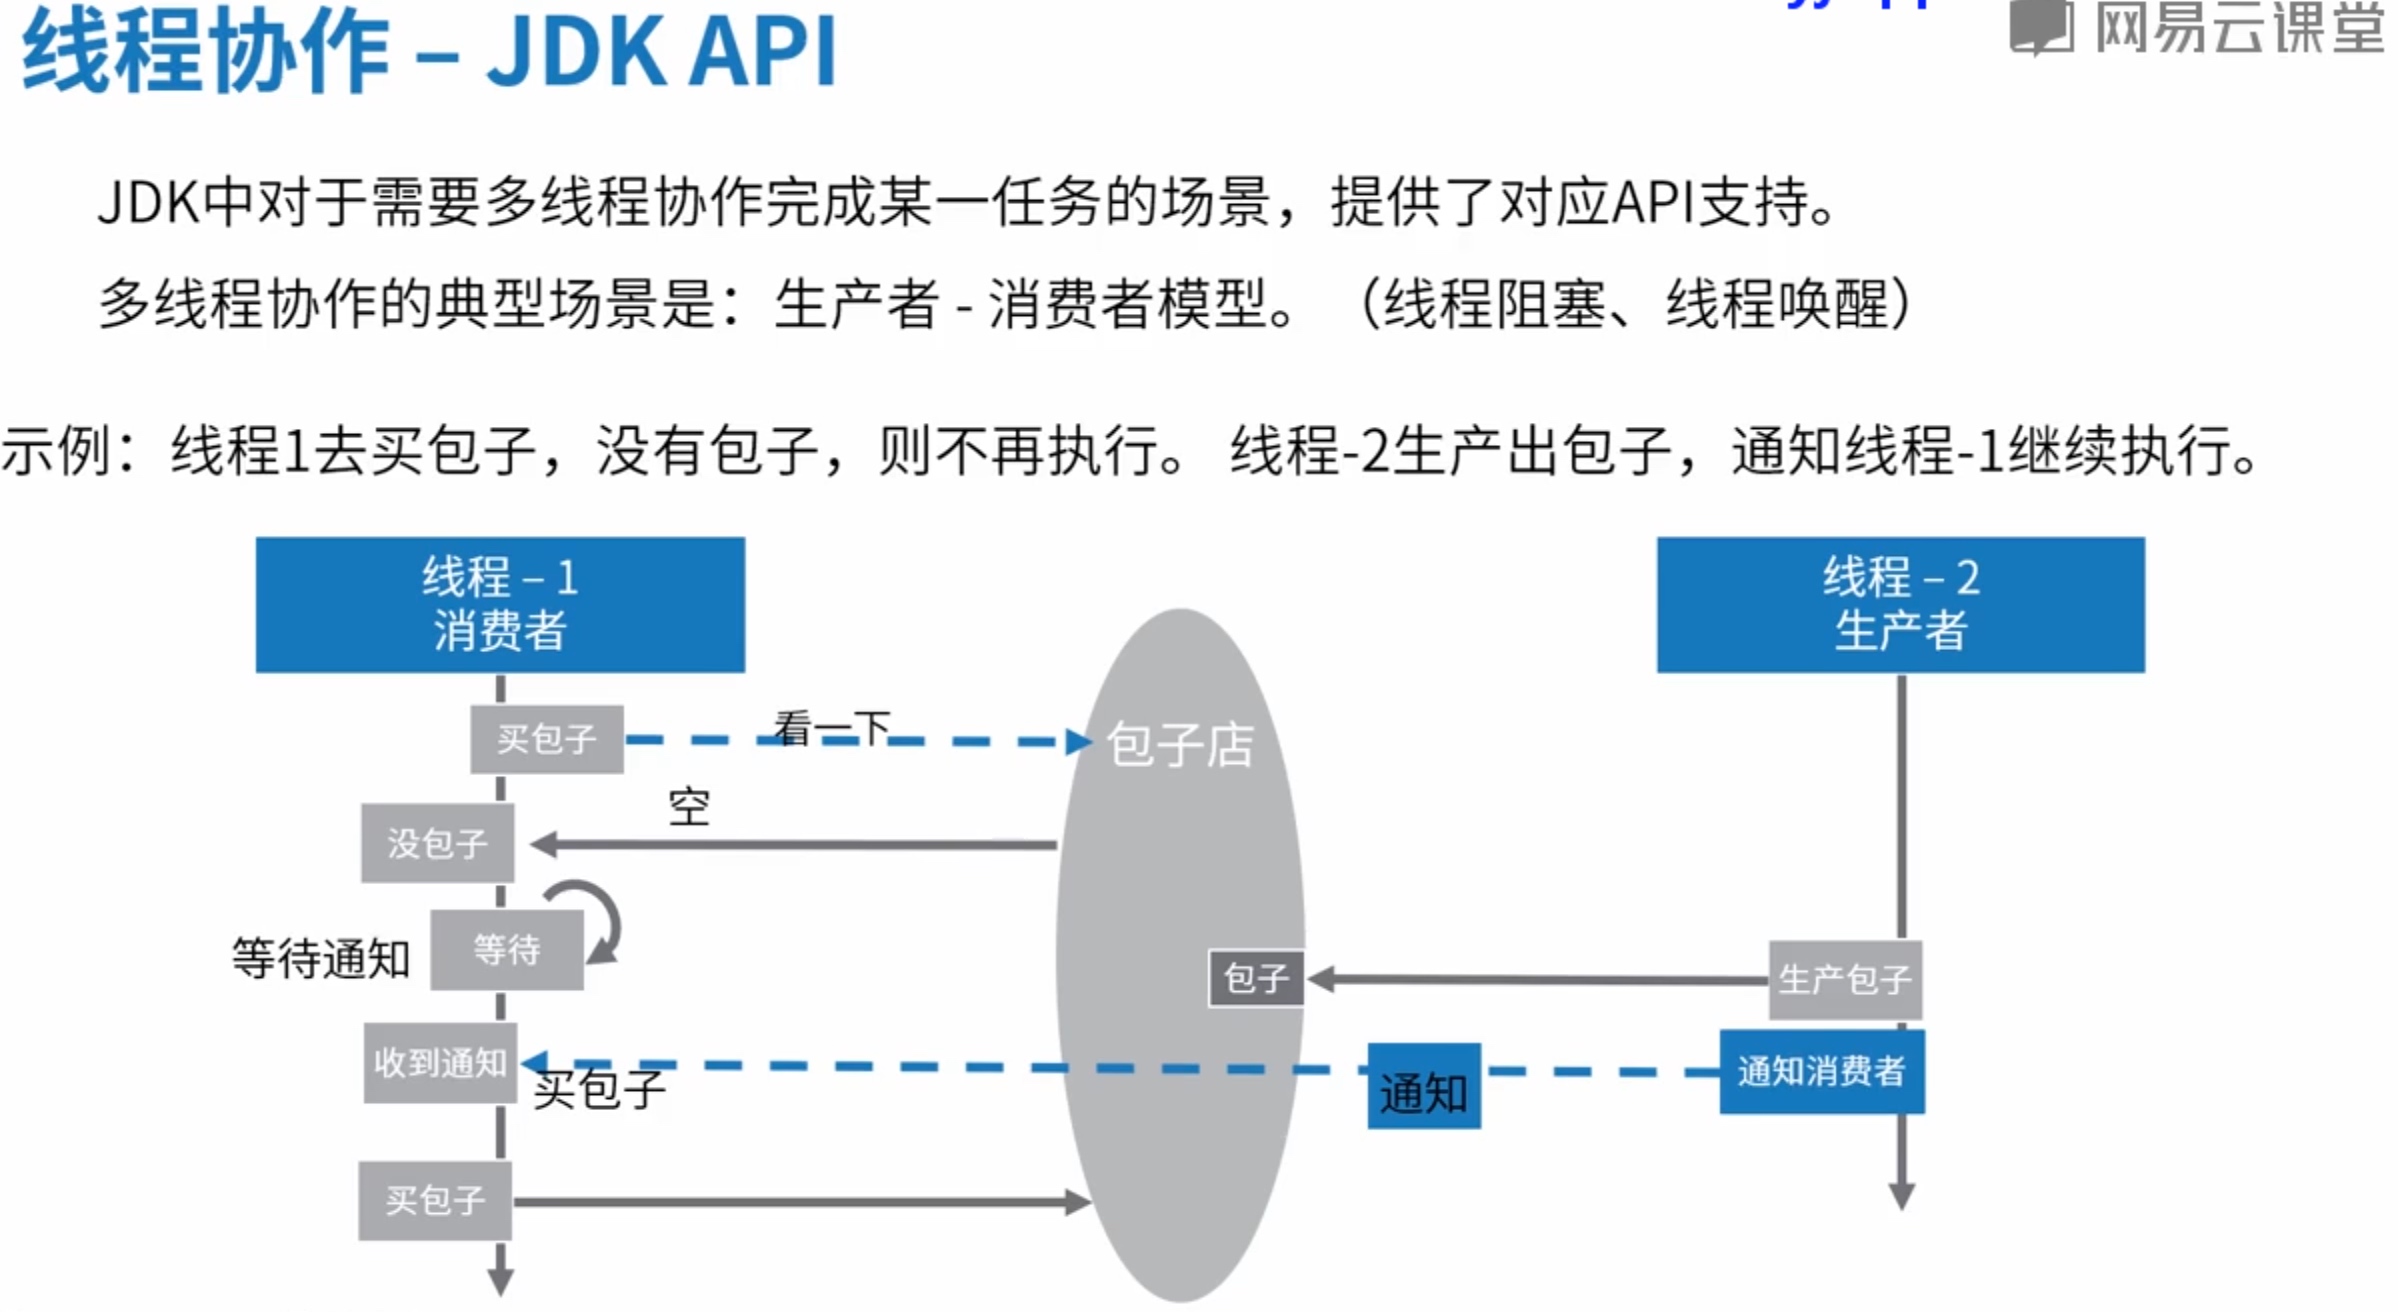 线程协作 – JDK API
网易云课堂
JDK中对于需要多线程协作完成某一任务的场景，提供了对应API支持。
多线程协作的典型场景是：生产者 - 消费者模型。（线程阻塞、线程唤醒）
示例：线程1去买包子，没有包子，则不再执行。 线程-2生产出包子，通知线程-1继续执行。
线程 – 1
消费者
线程 – 2
生产者
买包子
看一下
包子店
空
没包子
等待通知
等待
包子
生产包子
收到通知
买包子
通知
通知消费者
买包子